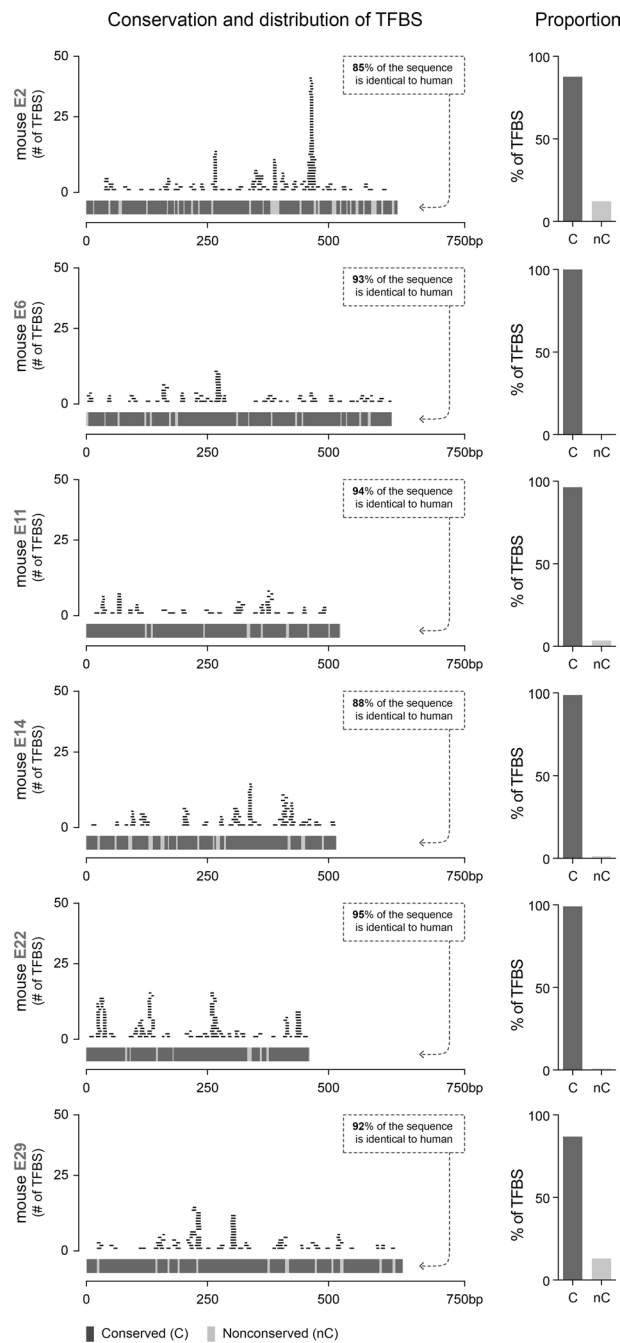 Conservation and distribution of TFBS
Proportion
mouse E2
(# of TFBS)
50
25
0
85% of the sequence
is identical to human
0
250
500
750bp
% of TFBS
100
50
0
C
nC
mouse E6
(# of TFBS)
50
25
0
93% of the sequence
is identical to human
0
250
500
750bp
% of TFBS
100
50
0
C
nC
mouse E11
(# of TFBS)
50
25
0
94% of the sequence
is identical to human
0
250
500
750bp
% of TFBS
100
50
0
C
nC
mouse E14
(# of TFBS)
50
25
0
88% of the sequence
is identical to human
0
250
500
750bp
% of TFBS
100
50
0
C
nC
mouse E22
(# of TFBS)
50
25
0
95% of the sequence
is identical to human
0
250
500
750bp
% of TFBS
100
50
0
C
nC
mouse E29
(# of TFBS)
50
25
0
92% of the sequence
is identical to human
0
250
500
750bp
% of TFBS
100
50
0
C
nC
Conserved (C)
Nonconserved (nC)